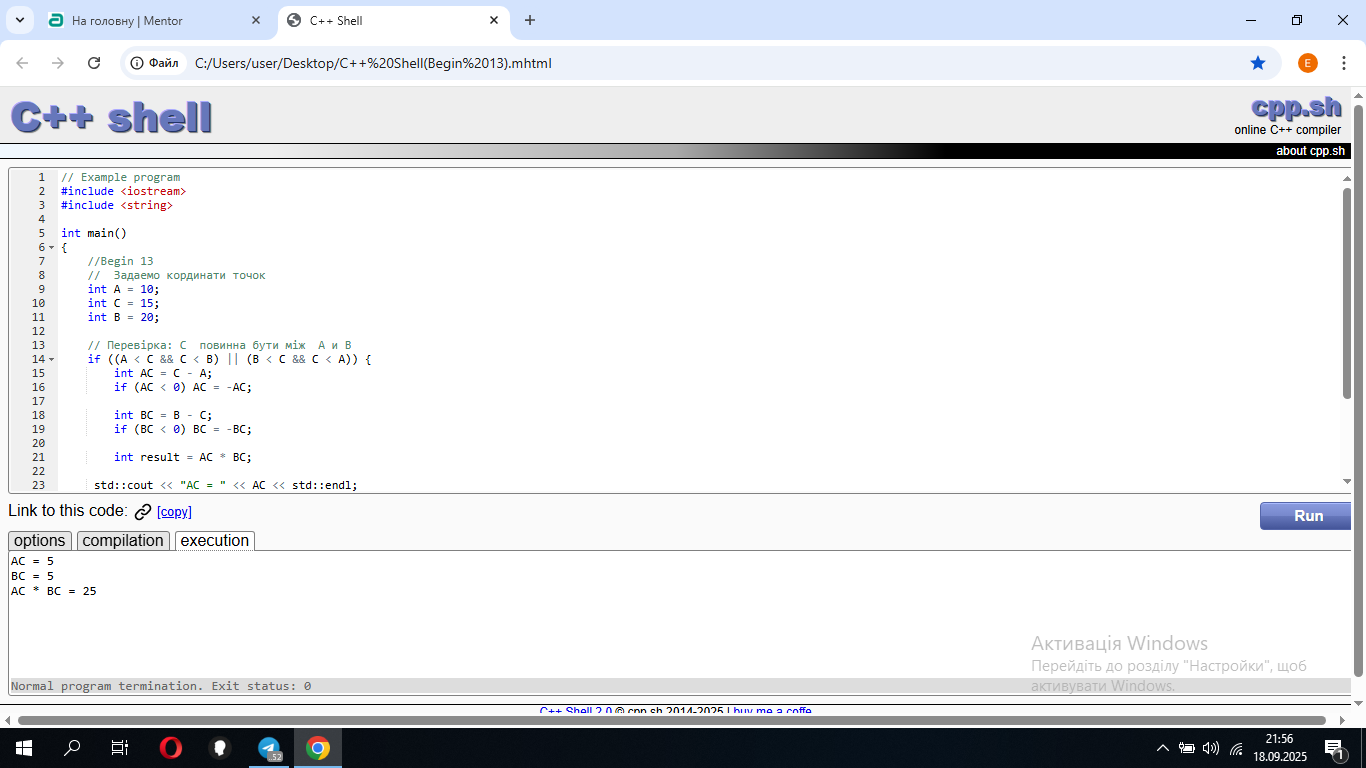 На головну | Mentor
C++ Shell
Файл
C:/Users/user/Desktop/C++%20Shell(Begin%2013).mhtml
E
C++ shell
cpp.sh
online C++ compiler
about cpp.sh
1 // Example program
2 #include <iostream>
3 #include <string>
4
5 int main()
6 {
7 //Begin 13
8 // Задаемо кординати точок
9 int A = 10;
10 int C = 15;
11 int B = 20;
12
13 // Перевірка: C повинна бути між A и B
14 if ((A < C && C < B) || (B < C && C < A)) {
15 int AC = C - A;
16 if (AC < 0) AC = -AC;
17
18 int BC = B - C;
19 if (BC < 0) BC = -BC;
20
21 int result = AC * BC;
22
23 std::cout << "AC = " << AC << std::endl;
Link to this code: [copy]
Run
options compilation execution
AC = 5
BC = 5
AC * BC = 25
Активація Windows
Перейдіть до розділу "Настройки", щоб
активувати Windows.
Normal program termination. Exit status: 0
C++ Shell 2.0 © cpp.sh 2014-2025 | buy me a coffe
52
21:56
18.09.2025
1